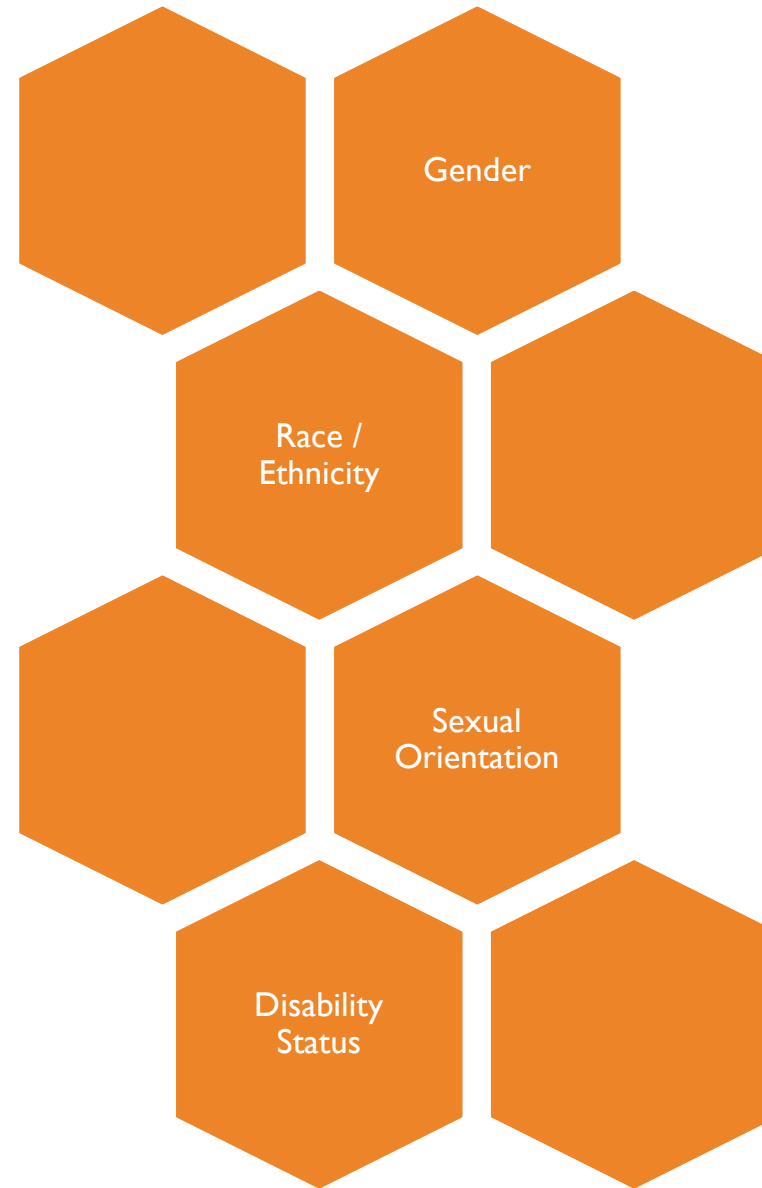 Gender
Race /
Ethnicity
Sexual
Orientation
Disability
Status